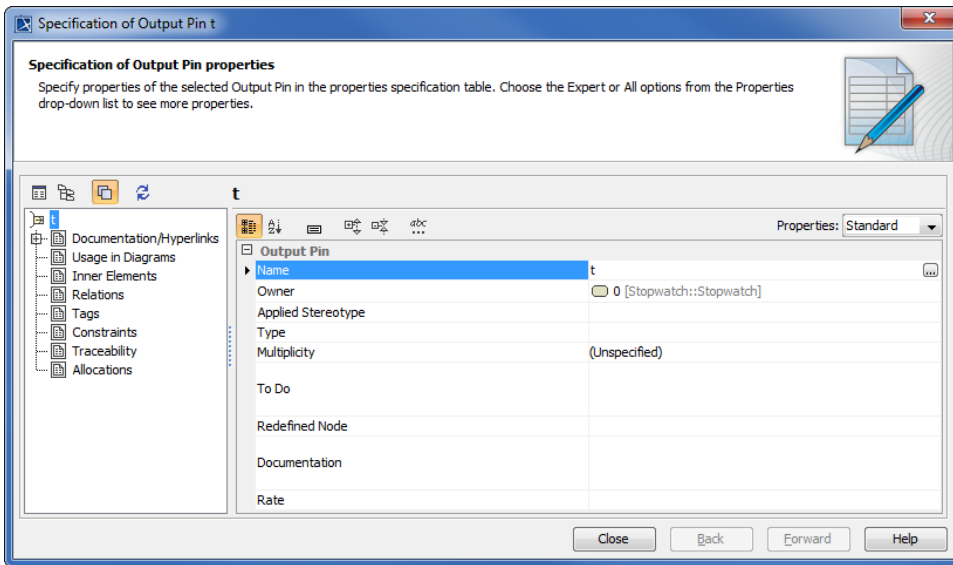 Specification of Output Pin t
Specification of Output Pin properties
Specify properties of the selected Output Pin in the properties specification table. Choose the Expert or All options from the Properties
drop-down list to see more properties.
t
t
Documentation/Hyperlinks
Usage in Diagrams
Inner Elements
Relations
Tags
Constraints
Traceability
Allocations
abc
Properties: Standard
Output Pin
Name t
Owner 0 [Stopwatch::Stopwatch]
Applied Stereotype
Type
Multiplicity (Unspecified)
To Do
Redefined Node
Documentation
Rate
Close Back Forward Help